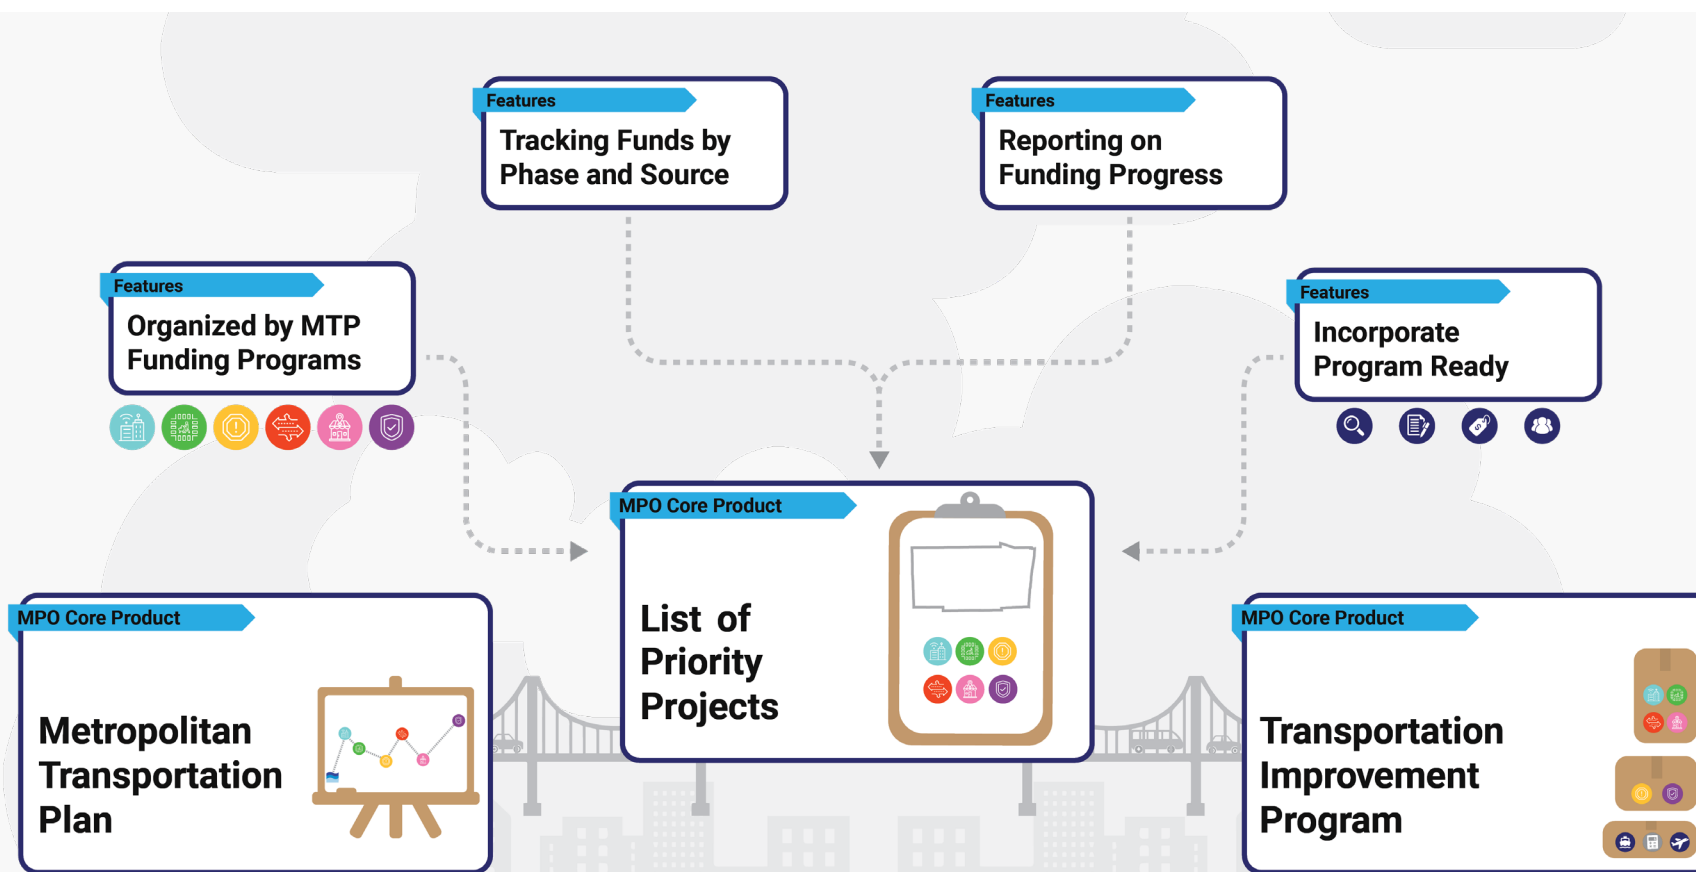 Features
Tracking Funds by
Phase and Source
Features
Reporting on
Funding Progress
Features
Organized by MTP
Funding Programs
Features
Incorporate
Program Ready
MPO Core Product
List of
Priority
Projects
MPO Core Product
Metropolitan
Transportation
Plan
MPO Core Product
Transportation
Improvement
Program